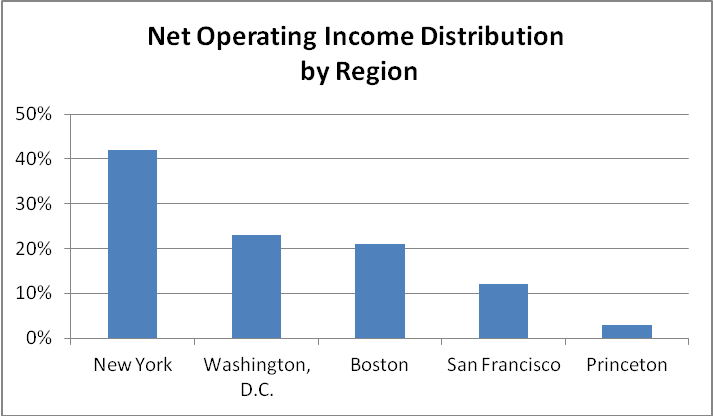 Net Operating Income Distribution
by Region
50%
40%
30%
20%
10%
0%
New York
Washington,
D.C.
Boston
San Francisco
Princeton